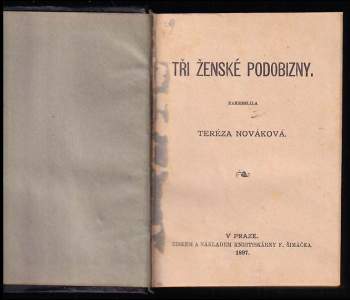 TŘI ŽENSKÉ PODOBIZNY.
NAKRESLILA
TERÉZA NOVÁKOVÁ.
V PRAZE.
TISKEM A NÁKLADEM KNIHTISKÁRNY F. ŠIMÁČKA.
1897.